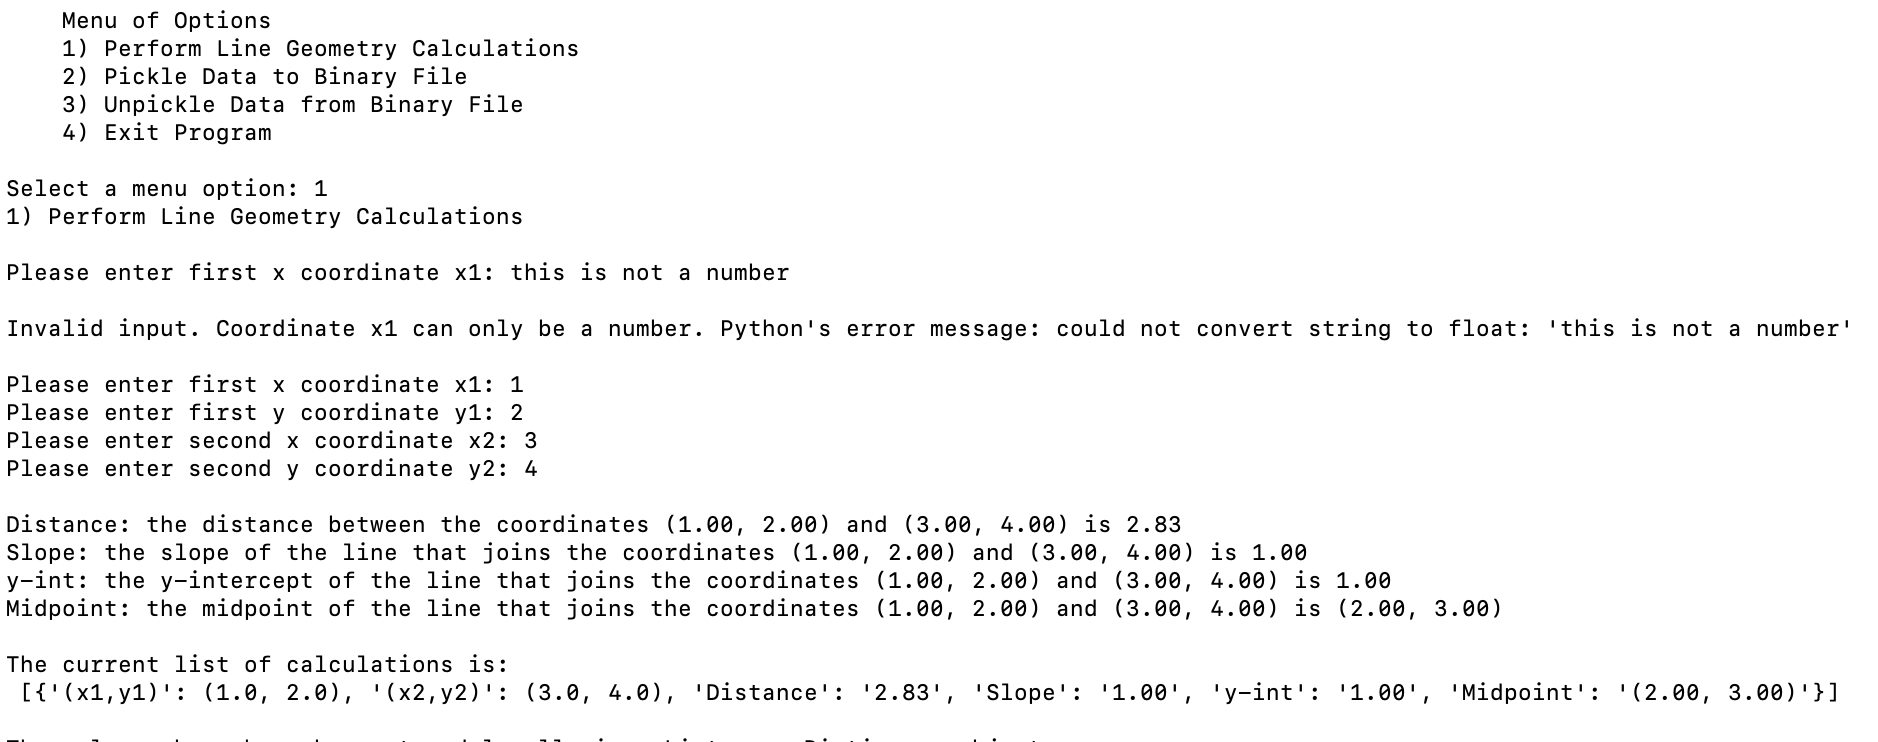 Menu of Options
1) Perform Line Geometry Calculations
2) Pickle Data to Binary File
3) Unpickle Data from Binary File
4) Exit Program
Select a menu option: 1
1) Perform Line Geometry Calculations
Please enter first x coordinate x1: this is not a number
Invalid input. Coordinate x1 can only be a number. Python's error message: could not convert string to float: 'this is not a number'
Please enter first x coordinate x1: 1
Please enter first y coordinate y1: 2
Please enter second x coordinate x2: 3
Please enter second y coordinate y2: 4
Distance: the distance between the coordinates (1.00, 2.00) and (3.00, 4.00) is 2.83
Slope: the slope of the line that joins the coordinates (1.00, 2.00) and (3.00, 4.00) is 1.00
y-int: the y-intercept of the line that joins the coordinates (1.00, 2.00) and (3.00, 4.00) is 1.00
Midpoint: the midpoint of the line that joins the coordinates (1.00, 2.00) and (3.00, 4.00) is (2.00, 3.00)
The current list of calculations is:
[{'(x1,y1)': (1.0, 2.0), '(x2,y2)': (3.0, 4.0), 'Distance': '2.83', 'Slope': '1.00', 'y-int': '1.00', 'Midpoint': '(2.00, 3.00)'}]